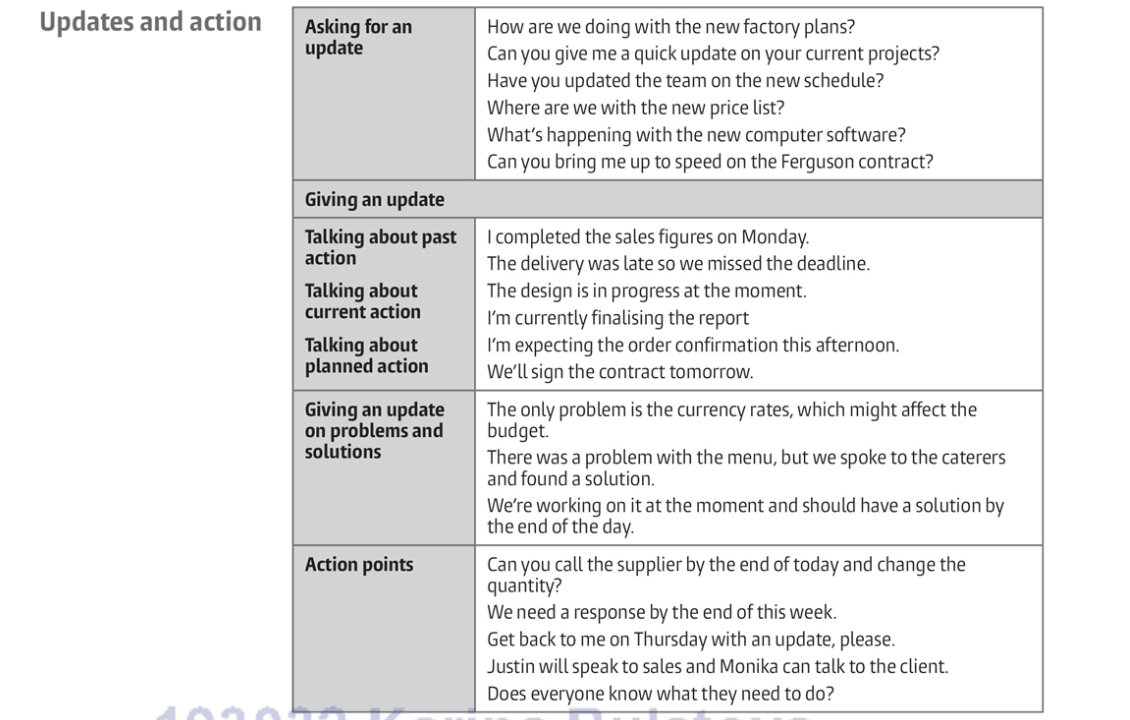 Updates and action
Asking for an
update
How are we doing with the new factory plans?
Can you give me a quick update on your current projects?
Have you updated the team on the new schedule?
Where are we with the new price list?
What's happening with the new computer software?
Can you bring me up to speed on the Ferguson contract?
Giving an update
Talking about past
action
I completed the sales figures on Monday.
The delivery was late so we missed the deadline.
Talking about
current action
The design is in progress at the moment.
I'm currently finalising the report
Talking about
planned action
I'm expecting the order confirmation this afternoon.
We'll sign the contract tomorrow.
Giving an update
on problems and
solutions
The only problem is the currency rates, which might affect the
budget.
There was a problem with the menu, but we spoke to the caterers
and found a solution.
We're working on it at the moment and should have a solution by
the end of the day.
Action points
Can you call the supplier by the end of today and change the
quantity?
We need a response by the end of this week.
Get back to me on Thursday with an update, please.
Justin will speak to sales and Monika can talk to the client.
Does everyone know what they need to do?